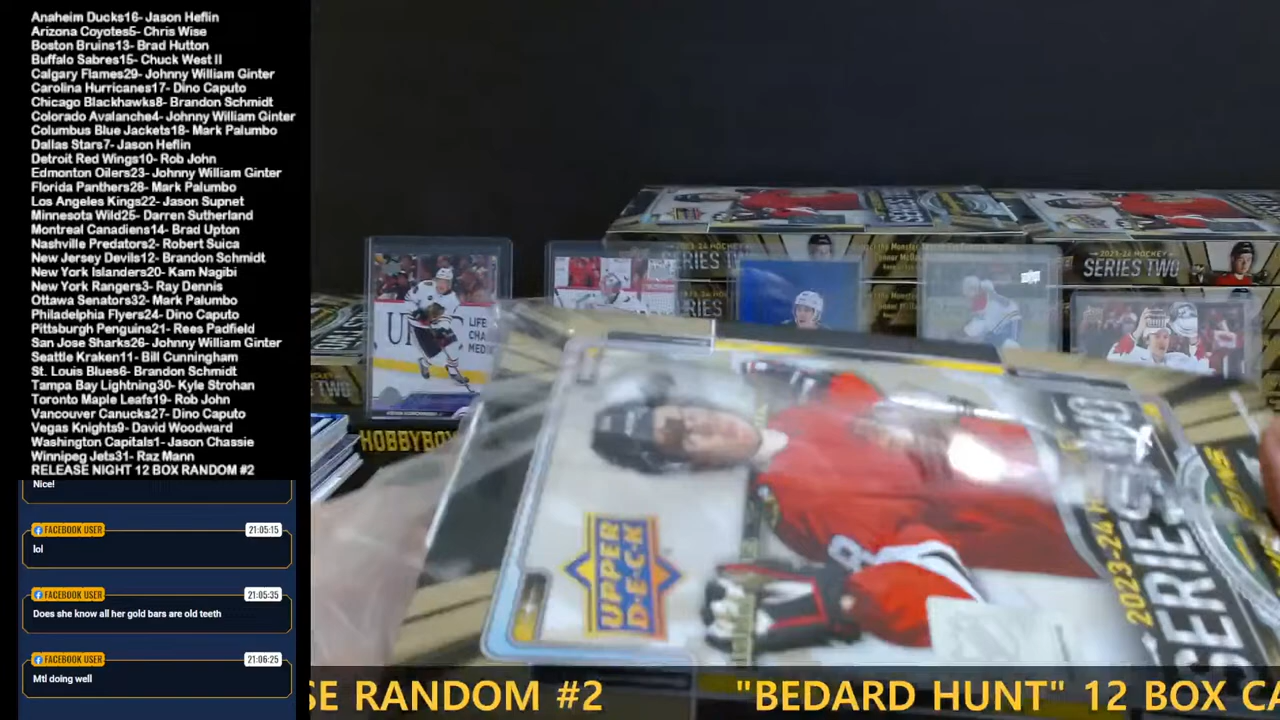 Anaheim Ducks16- Jason Heflin
Arizona Coyotes5- Chris Wise
Boston Bruins13- Brad Hutton
Buffalo Sabres15- Chuck West II
Calgary Flames29- Johnny William Ginter
Carolina Hurricanes17- Dino Caputo
Chicago Blackhawks8- Brandon Schmidt
Colorado Avalanche4- Johnny William Ginter
Columbus Blue Jackets18- Mark Palumbo
Dallas Stars7- Jason Heflin
Detroit Red Wings10- Rob John
Edmonton Oilers23- Johnny William Ginter
Florida Panthers28- Mark Palumbo
Los Angeles Kings22- Jason Supnet
Minnesota Wild25- Darren Sutherland
Montreal Canadiens14- Brad Upton
Nashville Predators2- Robert Suica
New Jersey Devils12- Brandon Schmidt
New York Islanders20- Kam Nagibi
New York Rangers3- Ray Dennis
Ottawa Senators32- Mark Palumbo
Philadelphia Flyers24- Dino Caputo
Pittsburgh Penguins21- Rees Padfield
San Jose Sharks26- Johnny William Ginter
Seattle Kraken11- Bill Cunningham
St. Louis Blues6- Brandon Schmidt
Tampa Bay Lightning30- Kyle Strohan
Toronto Maple Leafs19- Rob John
Vancouver Canucks27- Dino Caputo
Vegas Knights9- David Woodward
Washington Capitals1- Jason Chassie
Winnipeg Jets31- Raz Mann
RELEASE NIGHT 12 BOX RANDOM #2
Nice!
FACEBOOK USER 21:05:15
lol
FACEBOOK USER 21:05:35
Does she know all her gold bars are old teeth
FACEBOOK USER 21:06:25
Mtl doing well
SERIES TWO
2023-24 HOCKEY
SERIES TWO
HOBBYBO
UPPER
DECK
2023-24 H
SERIES
SE RANDOM #2 "BEDARD HUNT" 12 BOX CA